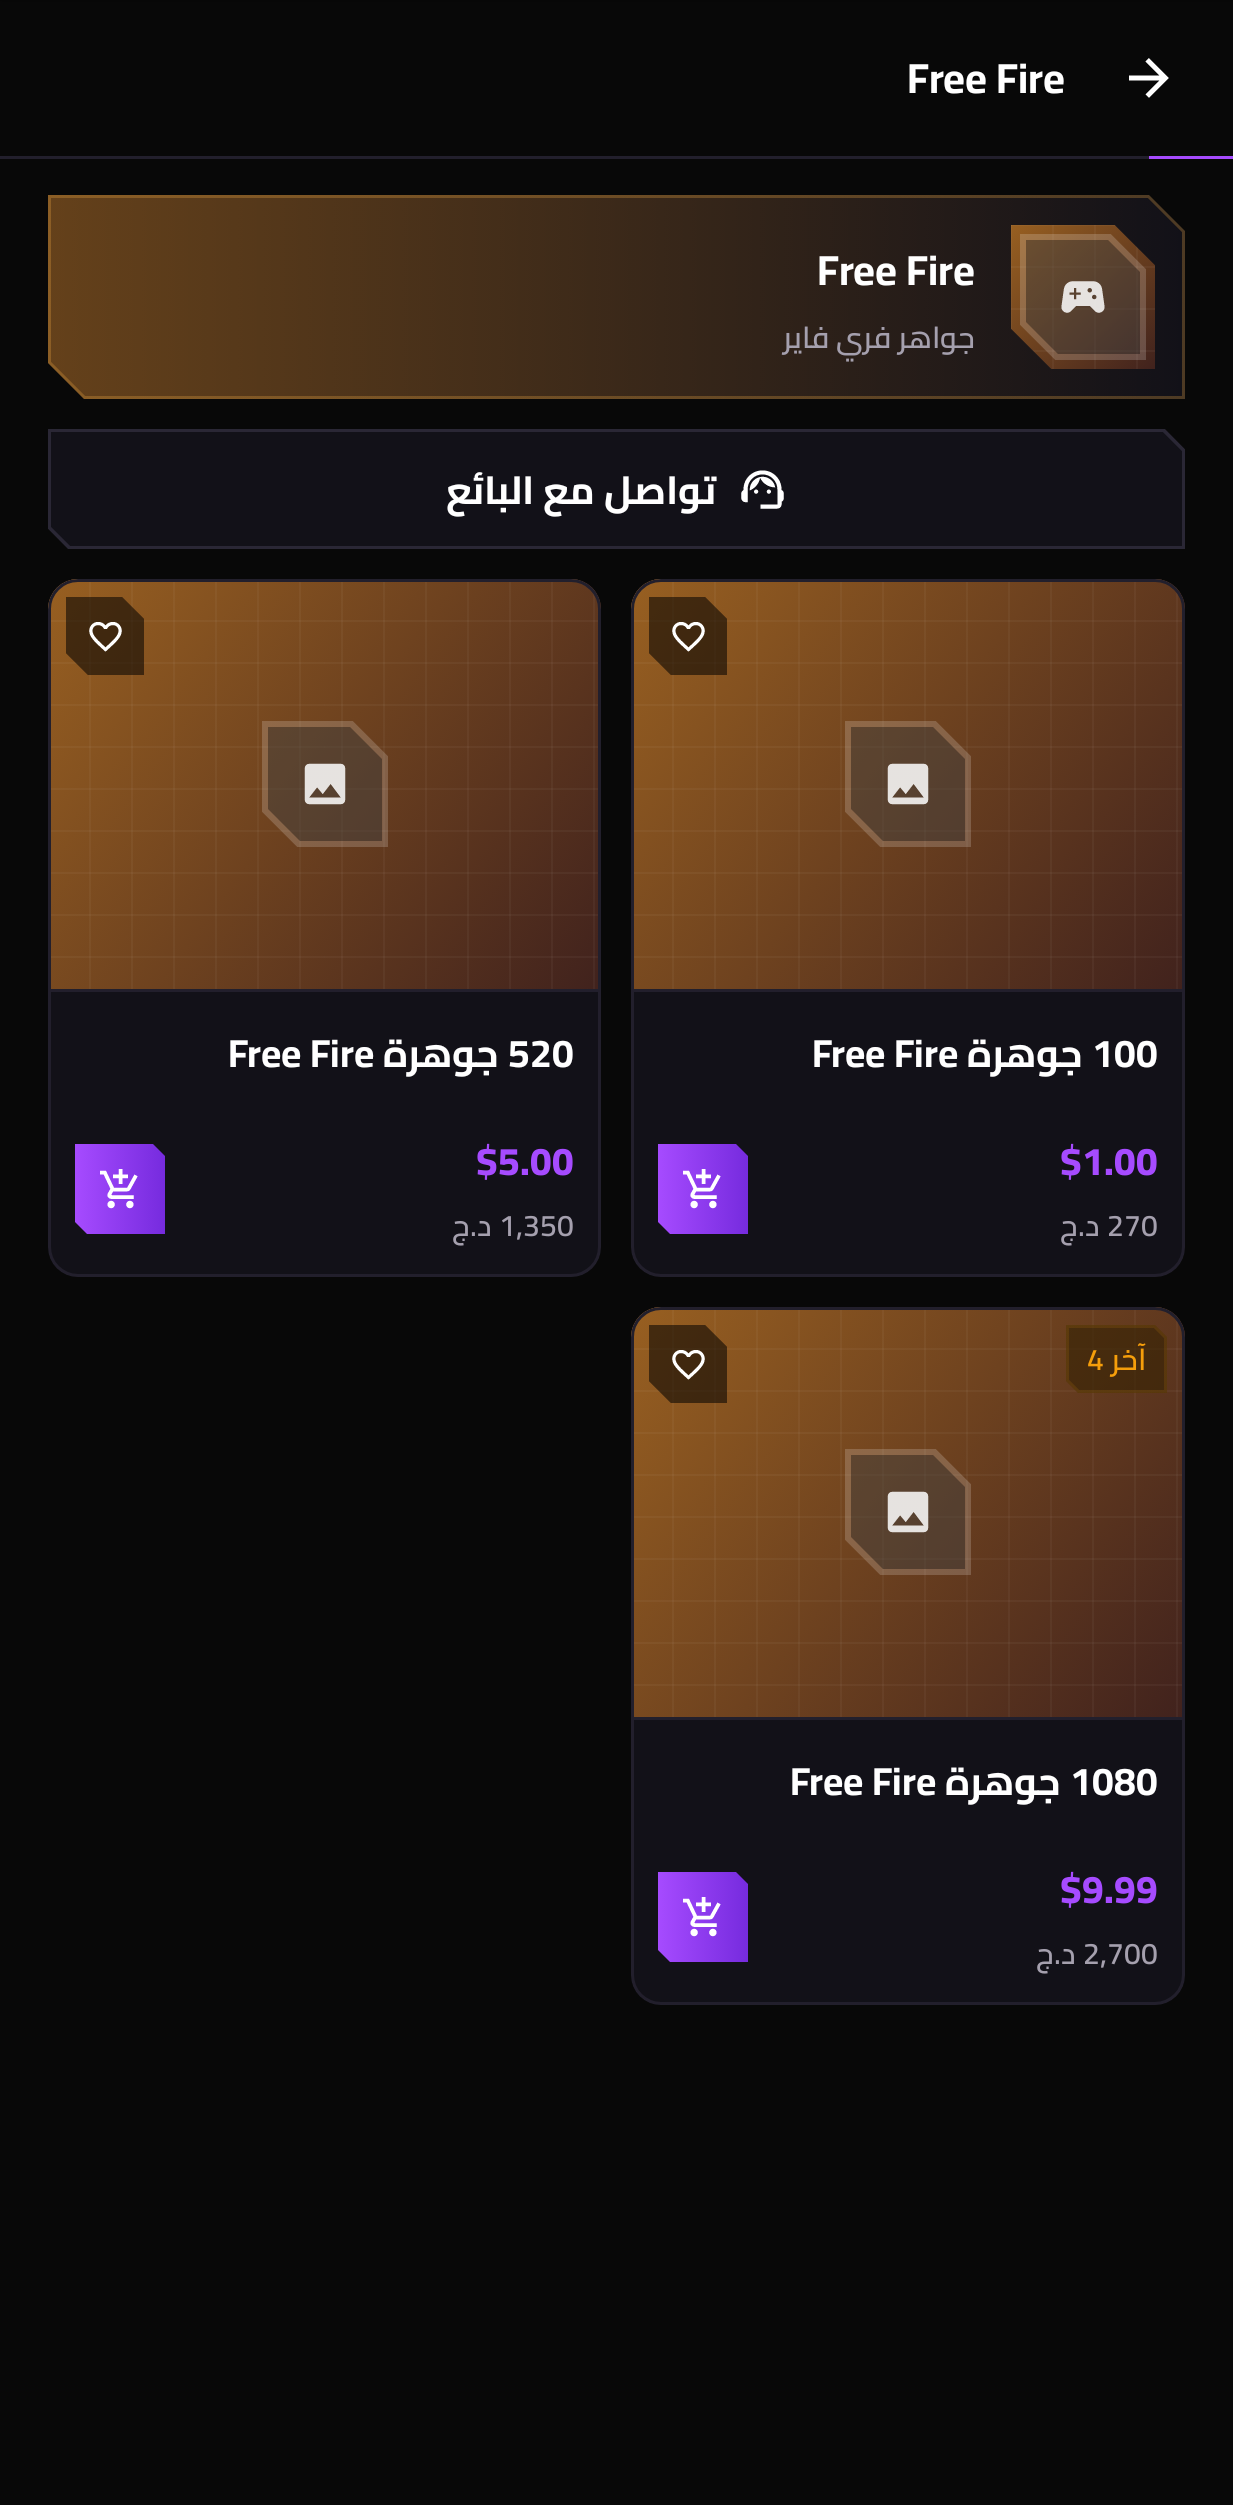 Free Fire
Free Fire
جواهر فري فاير
تواصل مع البائع
100 جوهرة Free Fire
$1.00
270 د.ج
520 جوهرة Free Fire
$5.00
1,350 د.ج
آخر 4
1080 جوهرة Free Fire
$9.99
2,700 د.ج